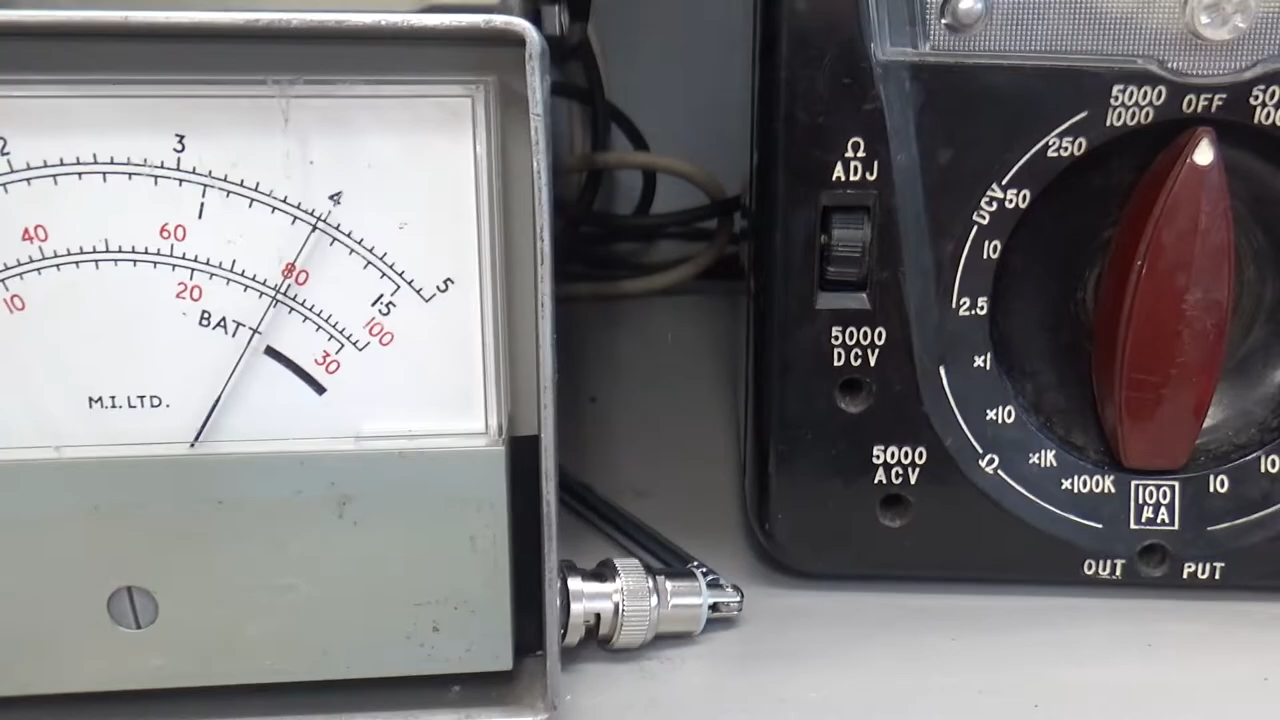 2 3 4 5
1 1·5
40 60 80 100
10 20 30
BAT
M.I.LTD.
Ω
ADJ
5000
DCV
5000
ACV
5000
1000
OFF
250
DCV
50
10
2.5
×1
×10
Ω
×1K
×100K
100
μA
10
OUT
PUT